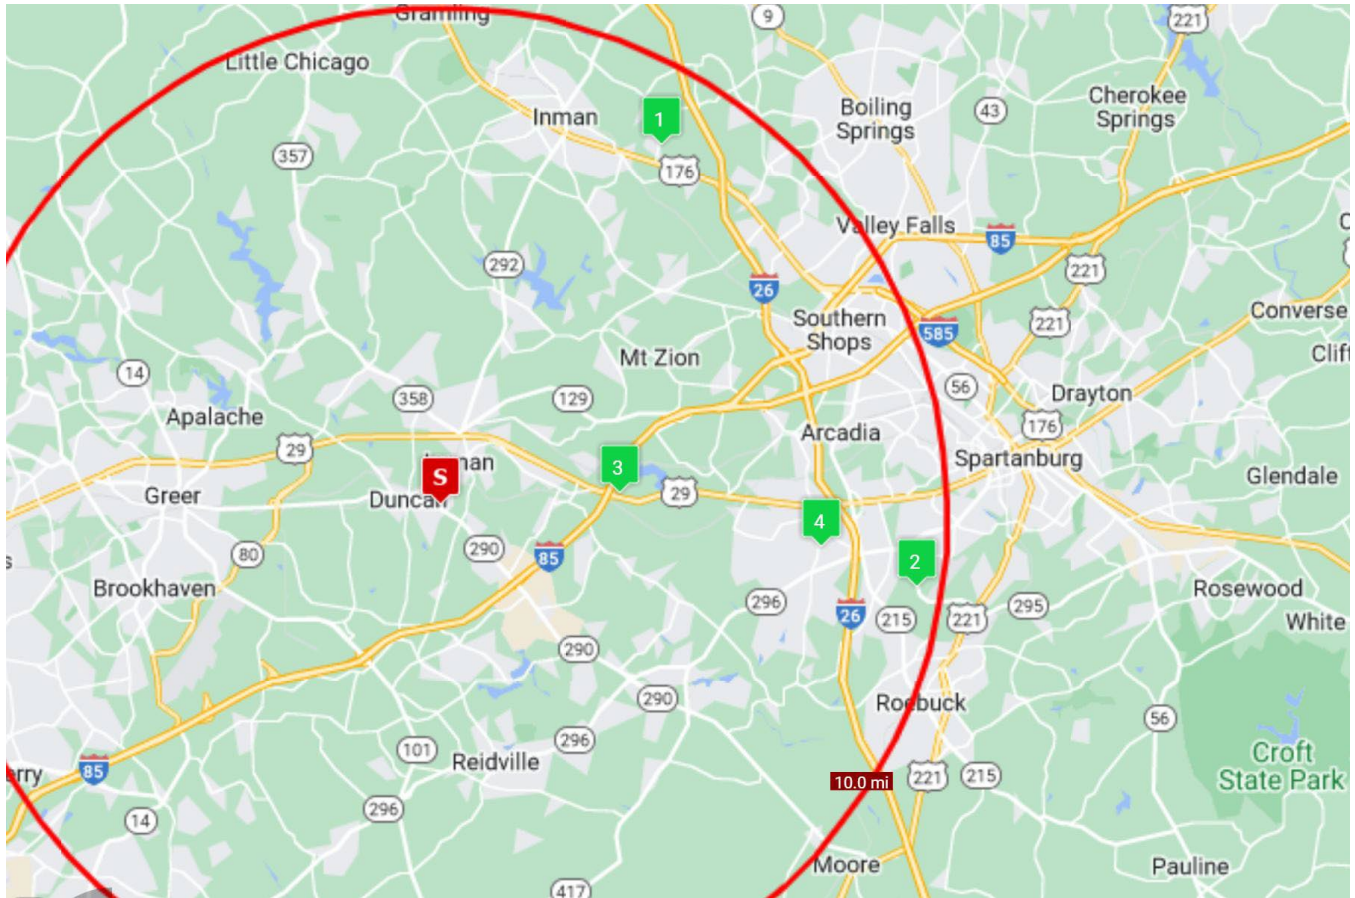 Gramling
9
221
Little Chicago
Cherokee
Springs
Boiling
Springs
43
Inman
1
357
176
Valley Falls
85
292
221
26
Converse
Southern
Shops
221
585
Mt Zion
14
56
Drayton
358
129
Apalache
176
Arcadia
29
Spartanburg
3
S
Glendale
Greer
Duncan
29
4
290
85
80
2
Brookhaven
Rosewood
296
295
26
215
221
White
290
290
Roebuck
56
296
101
Reidville
85
221
215
10.0 mi
Croft
State Park
296
14
Moore
Pauline
417